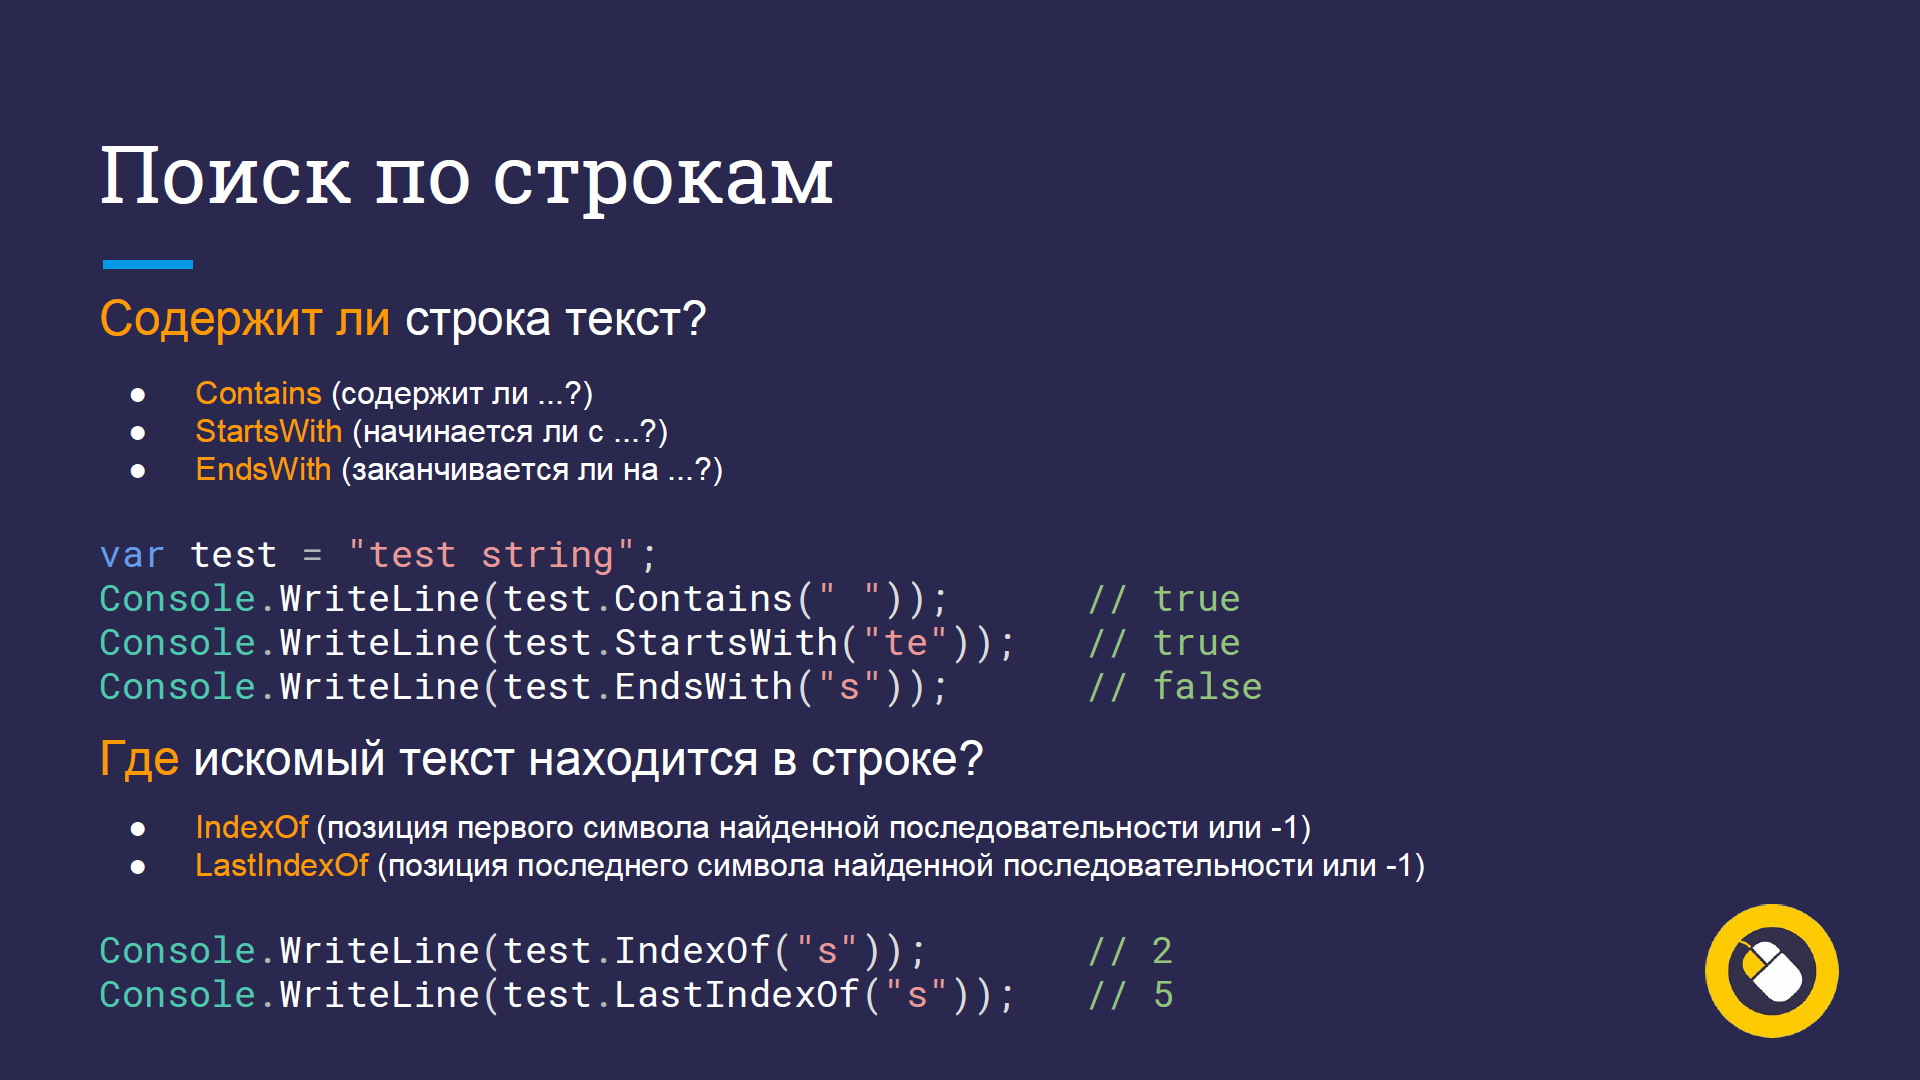 Поиск по строкам
Содержит ли строка текст?
● Contains (содержит ли ...?)
● StartsWith (начинается ли с ...?)
● EndsWith (заканчивается ли на ...?)
var test = "test string";
Console.WriteLine(test.Contains(" ")); // true
Console.WriteLine(test.StartsWith("te")); // true
Console.WriteLine(test.EndsWith("s")); // false
Где искомый текст находится в строке?
● IndexOf (позиция первого символа найденной последовательности или -1)
● LastIndexOf (позиция последнего символа найденной последовательности или -1)
Console.WriteLine(test.IndexOf("s")); // 2
Console.WriteLine(test.LastIndexOf("s")); // 5